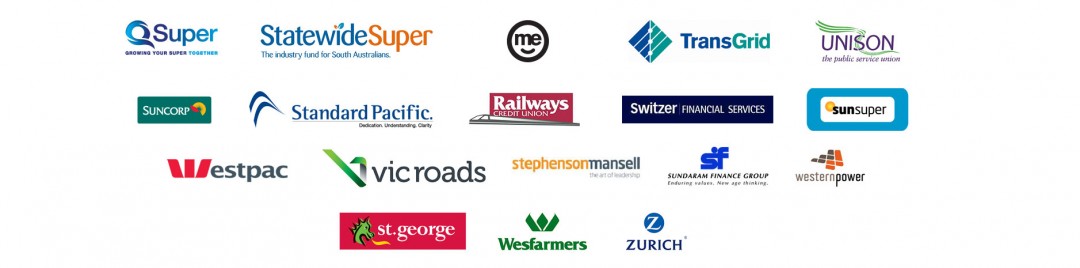 QSuper
GROWING YOUR SUPER TOGETHER
StatewideSuper
The industry fund for South Australians.
me
TransGrid
UNISON
the public service union
SUNCORP
Standard Pacific.
Dedication. Understanding. Clarity
Railways
CREDIT UNION
Switzer FINANCIAL SERVICES
sunsuper
Westpac
vic roads
stephensonmansell
the art of leadership
sf
SUNDARAM FINANCE GROUP
Enduring values. New age thinking.
westernpower
st.george
Wesfarmers
Z
ZURICH®